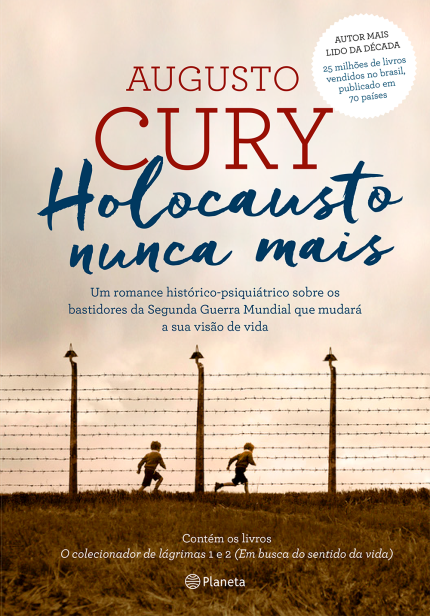 AUTOR MAIS
LIDO DA DÉCADA
25 milhões de livros
vendidos no brasil,
publicado em
70 países
AUGUSTO
CURY
Holocausto
nunca mais
Um romance histórico-psiquiátrico sobre os
bastidores da Segunda Guerra Mundial que mudará
a sua visão de vida
Contém os livros
O colecionador de lágrimas 1 e 2 (Em busca do sentido da vida)
Planeta